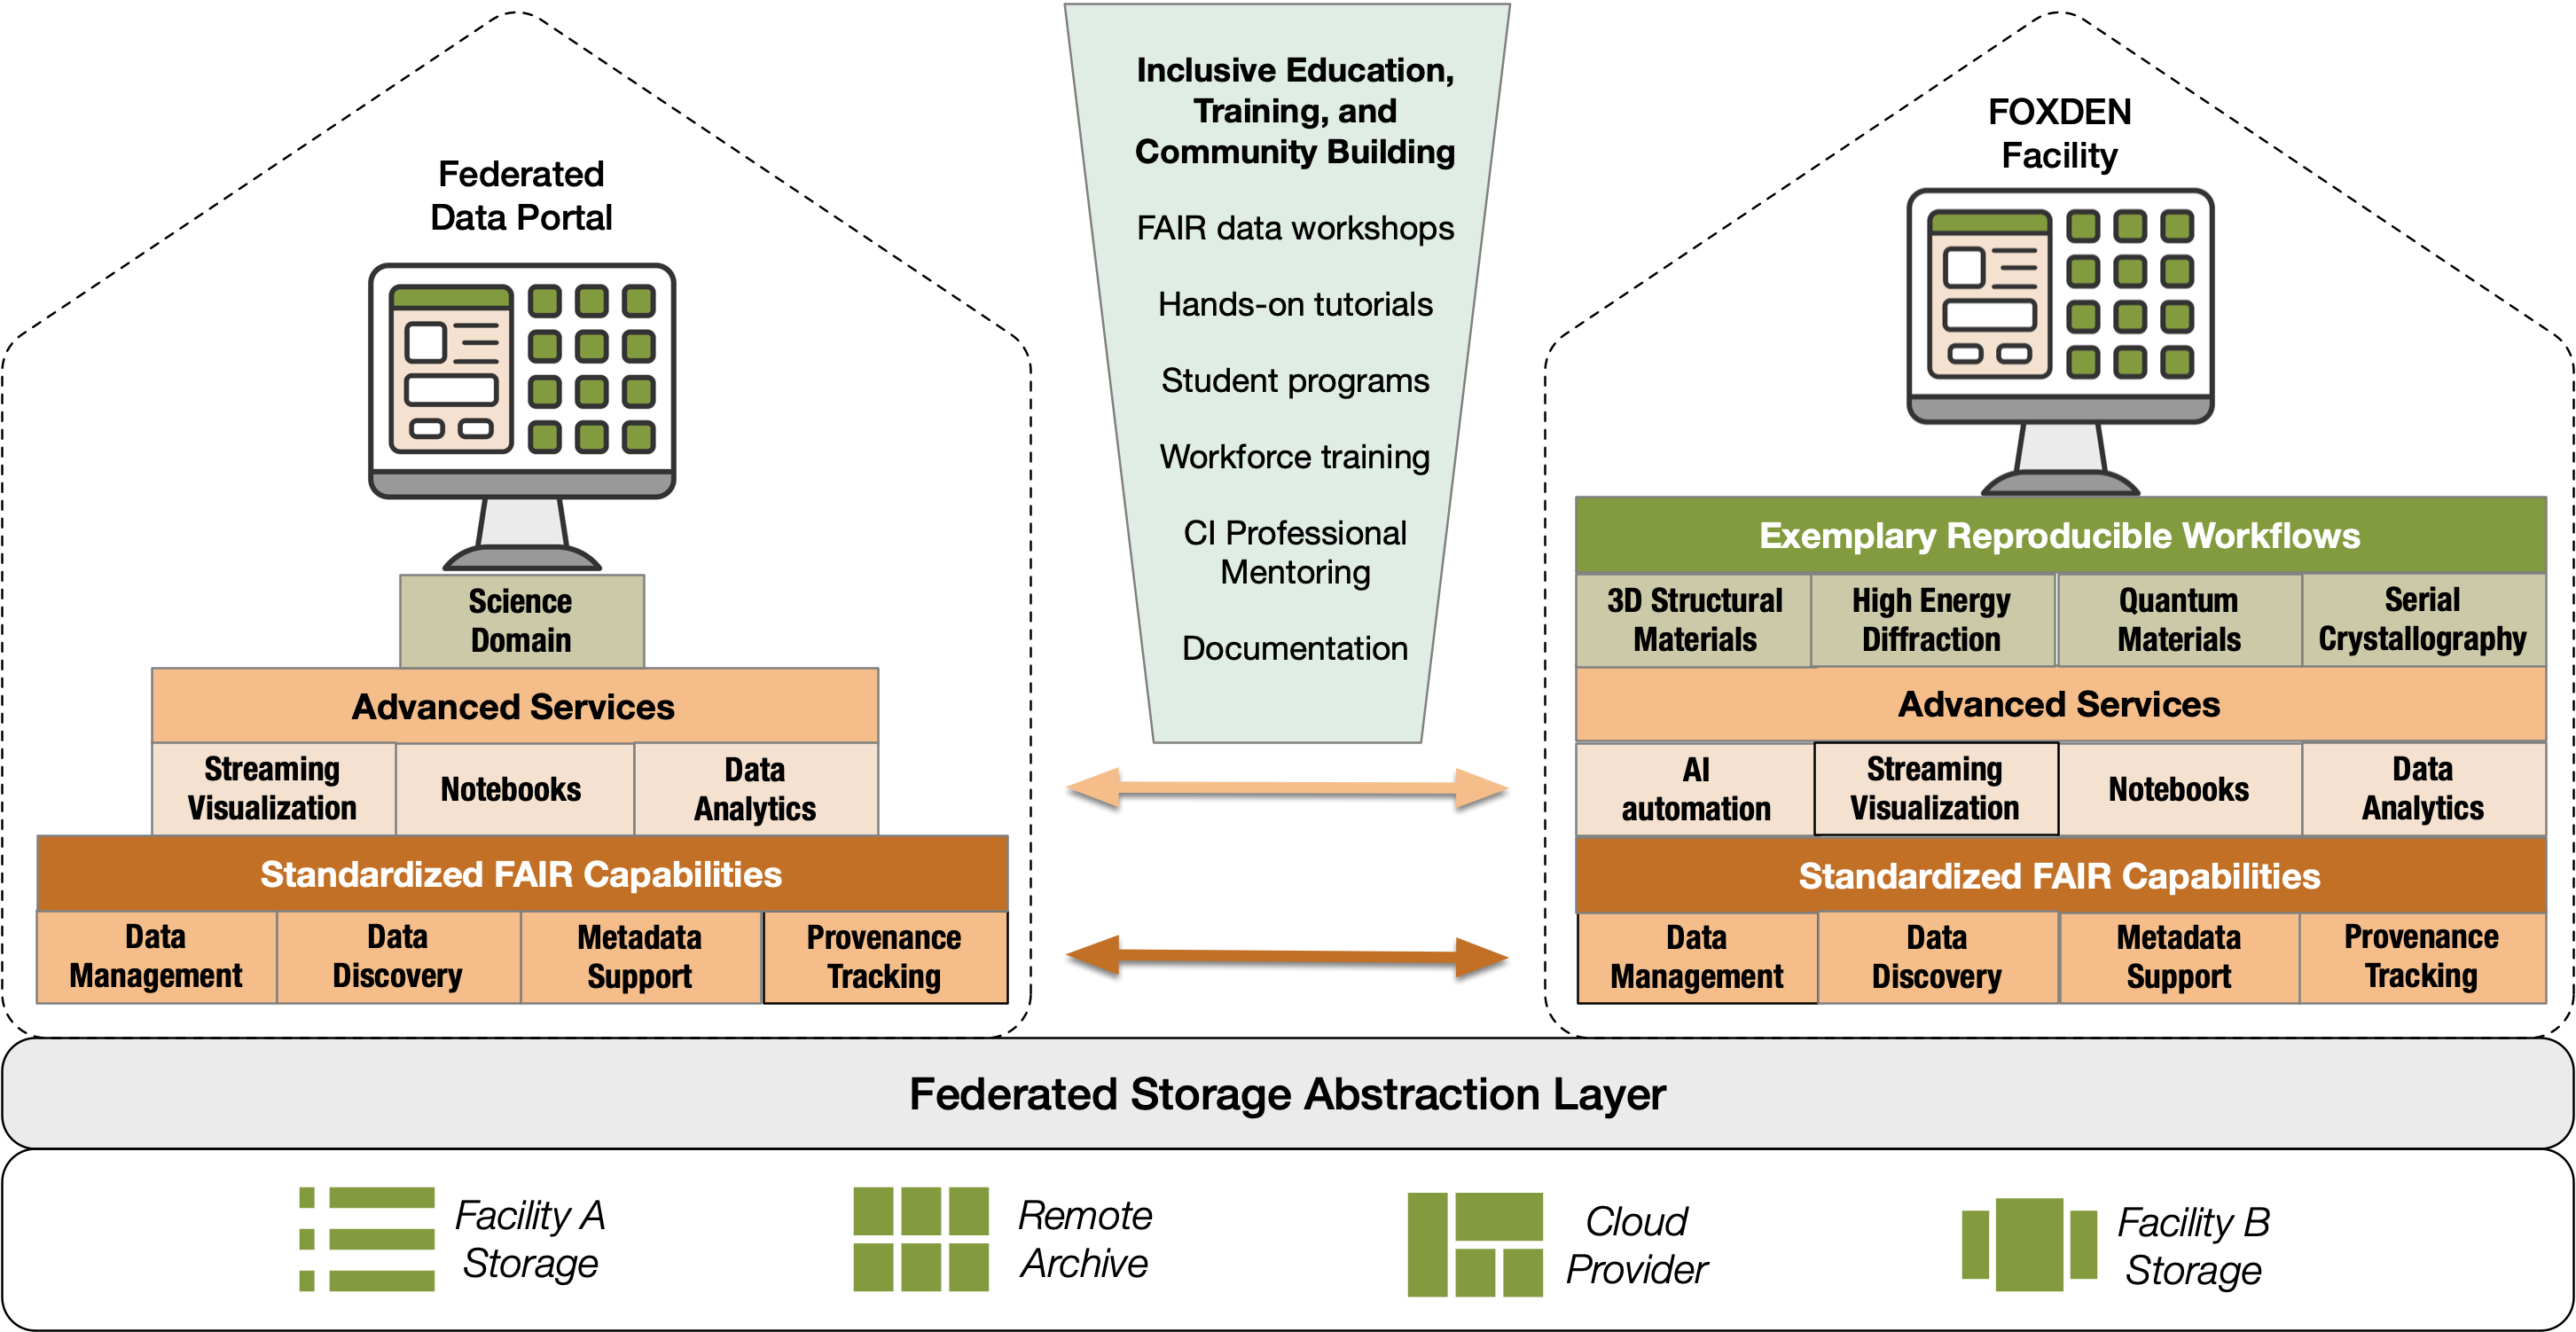 Federated
Data Portal
Science
Domain
Advanced Services
Streaming
Visualization
Notebooks
Data
Analytics
Standardized FAIR Capabilities
Data
Management
Data
Discovery
Metadata
Support
Provenance
Tracking
Inclusive Education,
Training, and
Community Building
FAIR data workshops
Hands-on tutorials
Student programs
Workforce training
CI Professional
Mentoring
Documentation
FOXDEN
Facility
Exemplary Reproducible Workflows
3D Structural
Materials
High Energy
Diffraction
Quantum
Materials
Serial
Crystallography
Advanced Services
AI
automation
Streaming
Visualization
Notebooks
Data
Analytics
Standardized FAIR Capabilities
Data
Management
Data
Discovery
Metadata
Support
Provenance
Tracking
Federated Storage Abstraction Layer
Facility A
Storage
Remote
Archive
Cloud
Provider
Facility B
Storage